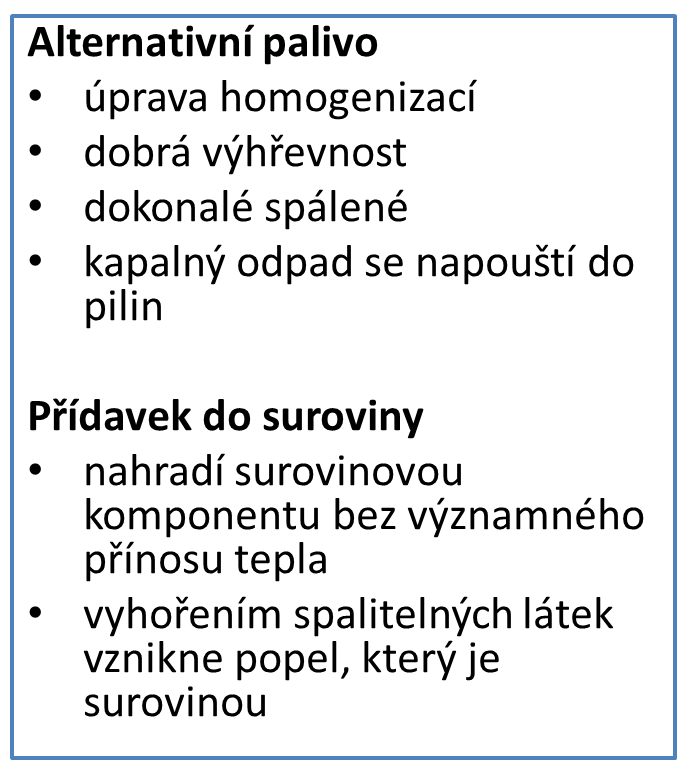 Alternativní palivo
• úprava homogenizací
• dobrá výhřevnost
• dokonalé spálené
• kapalný odpad se napouští do
pilin
Přídavek do suroviny
• nahradí surovinovou
komponentu bez významného
přínosu tepla
• vyhořením spalitelných látek
vznikne popel, který je
surovinou